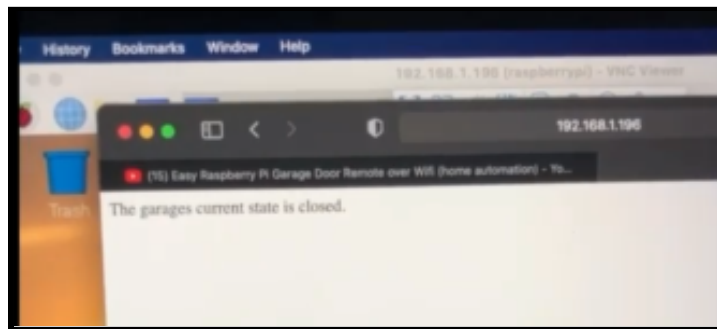 History Bookmarks Window Help
192.168.1.196 (raspberrypi) - VNC Viewer
192.168.1.196
(15) Easy Raspberry Pi Garage Door Remote over Wifi (home automation) - Yo...
Trash
The garages current state is closed.